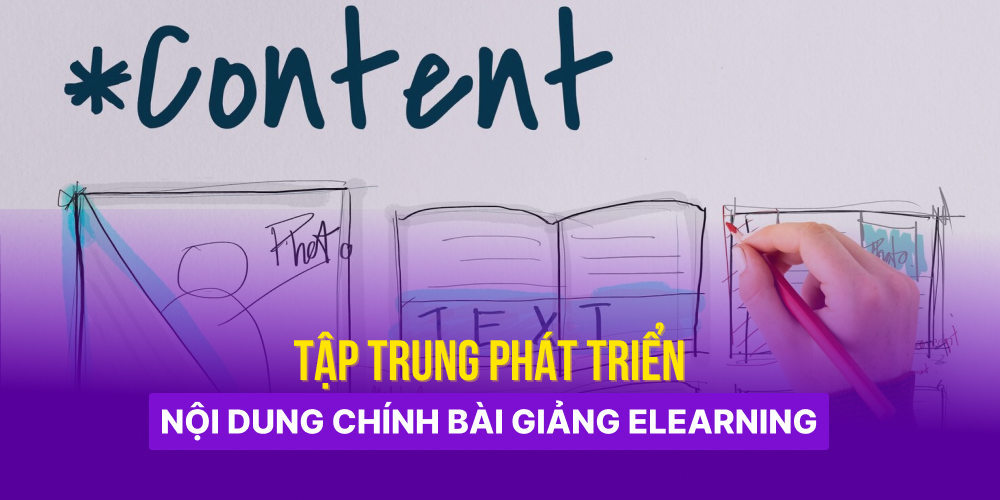 *Content
Photo
TEXT
Photo
TẬP TRUNG PHÁT TRIỂN
NỘI DUNG CHÍNH BÀI GIẢNG ELEARNING